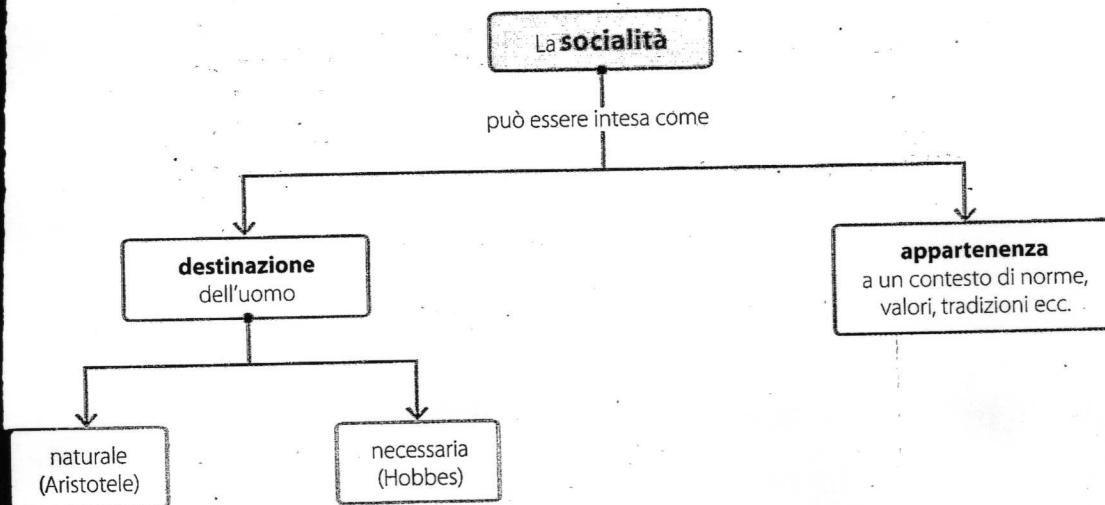 La socialità
può essere intesa come
destinazione
dell'uomo
appartenenza
a un contesto di norme,
valori, tradizioni ecc.
naturale
(Aristotele)
necessaria
(Hobbes)